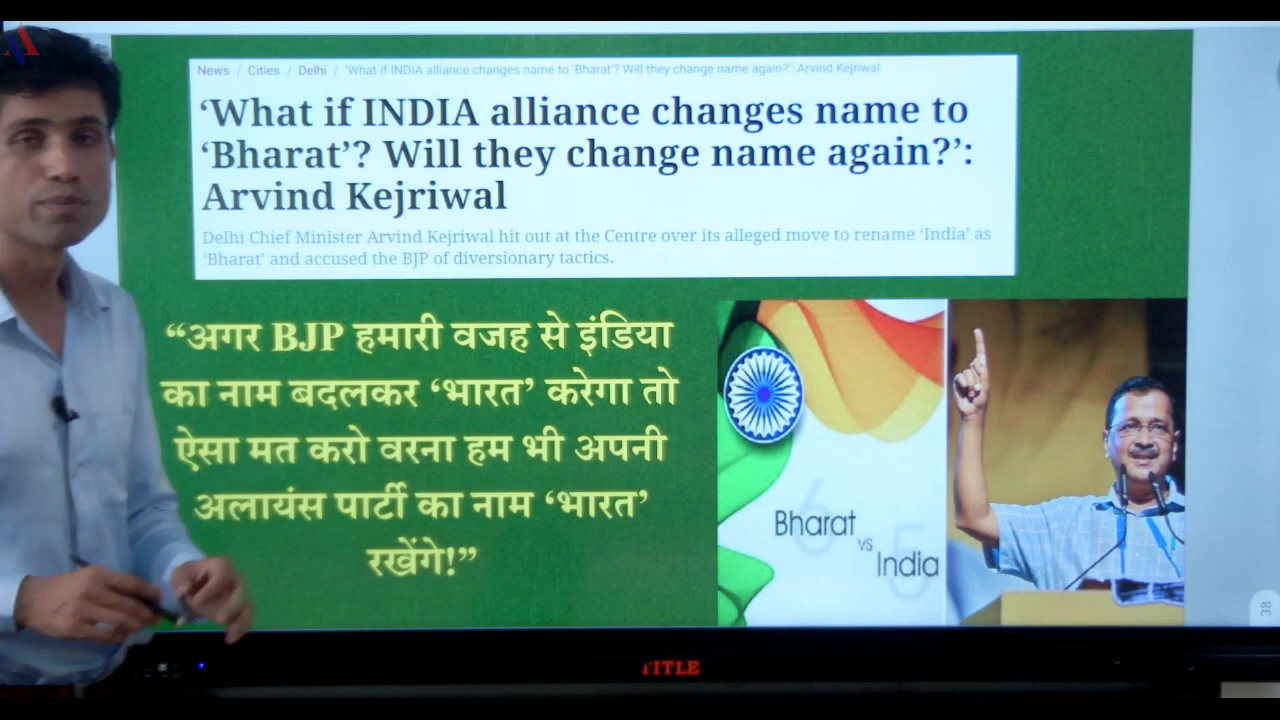 News / Cities / Delhi / 'What if INDIA alliance changes name to 'Bharat'? Will they change name again?': Arvind Kejriwal
‘What if INDIA alliance changes name to
‘Bharat’? Will they change name again?’:
Arvind Kejriwal
Delhi Chief Minister Arvind Kejriwal hit out at the Centre over its alleged move to rename ‘India’ as
‘Bharat’ and accused the BJP of diversionary tactics.
“अगर BJP हमारी वजह से इंडिया
का नाम बदलकर ‘भारत’ करेगा तो
ऐसा मत करो वरना हम भी अपनी
अलायंस पार्टी का नाम ‘भारत’
रखेंगे!”
65
Bharat
vs
India
38
TITLE